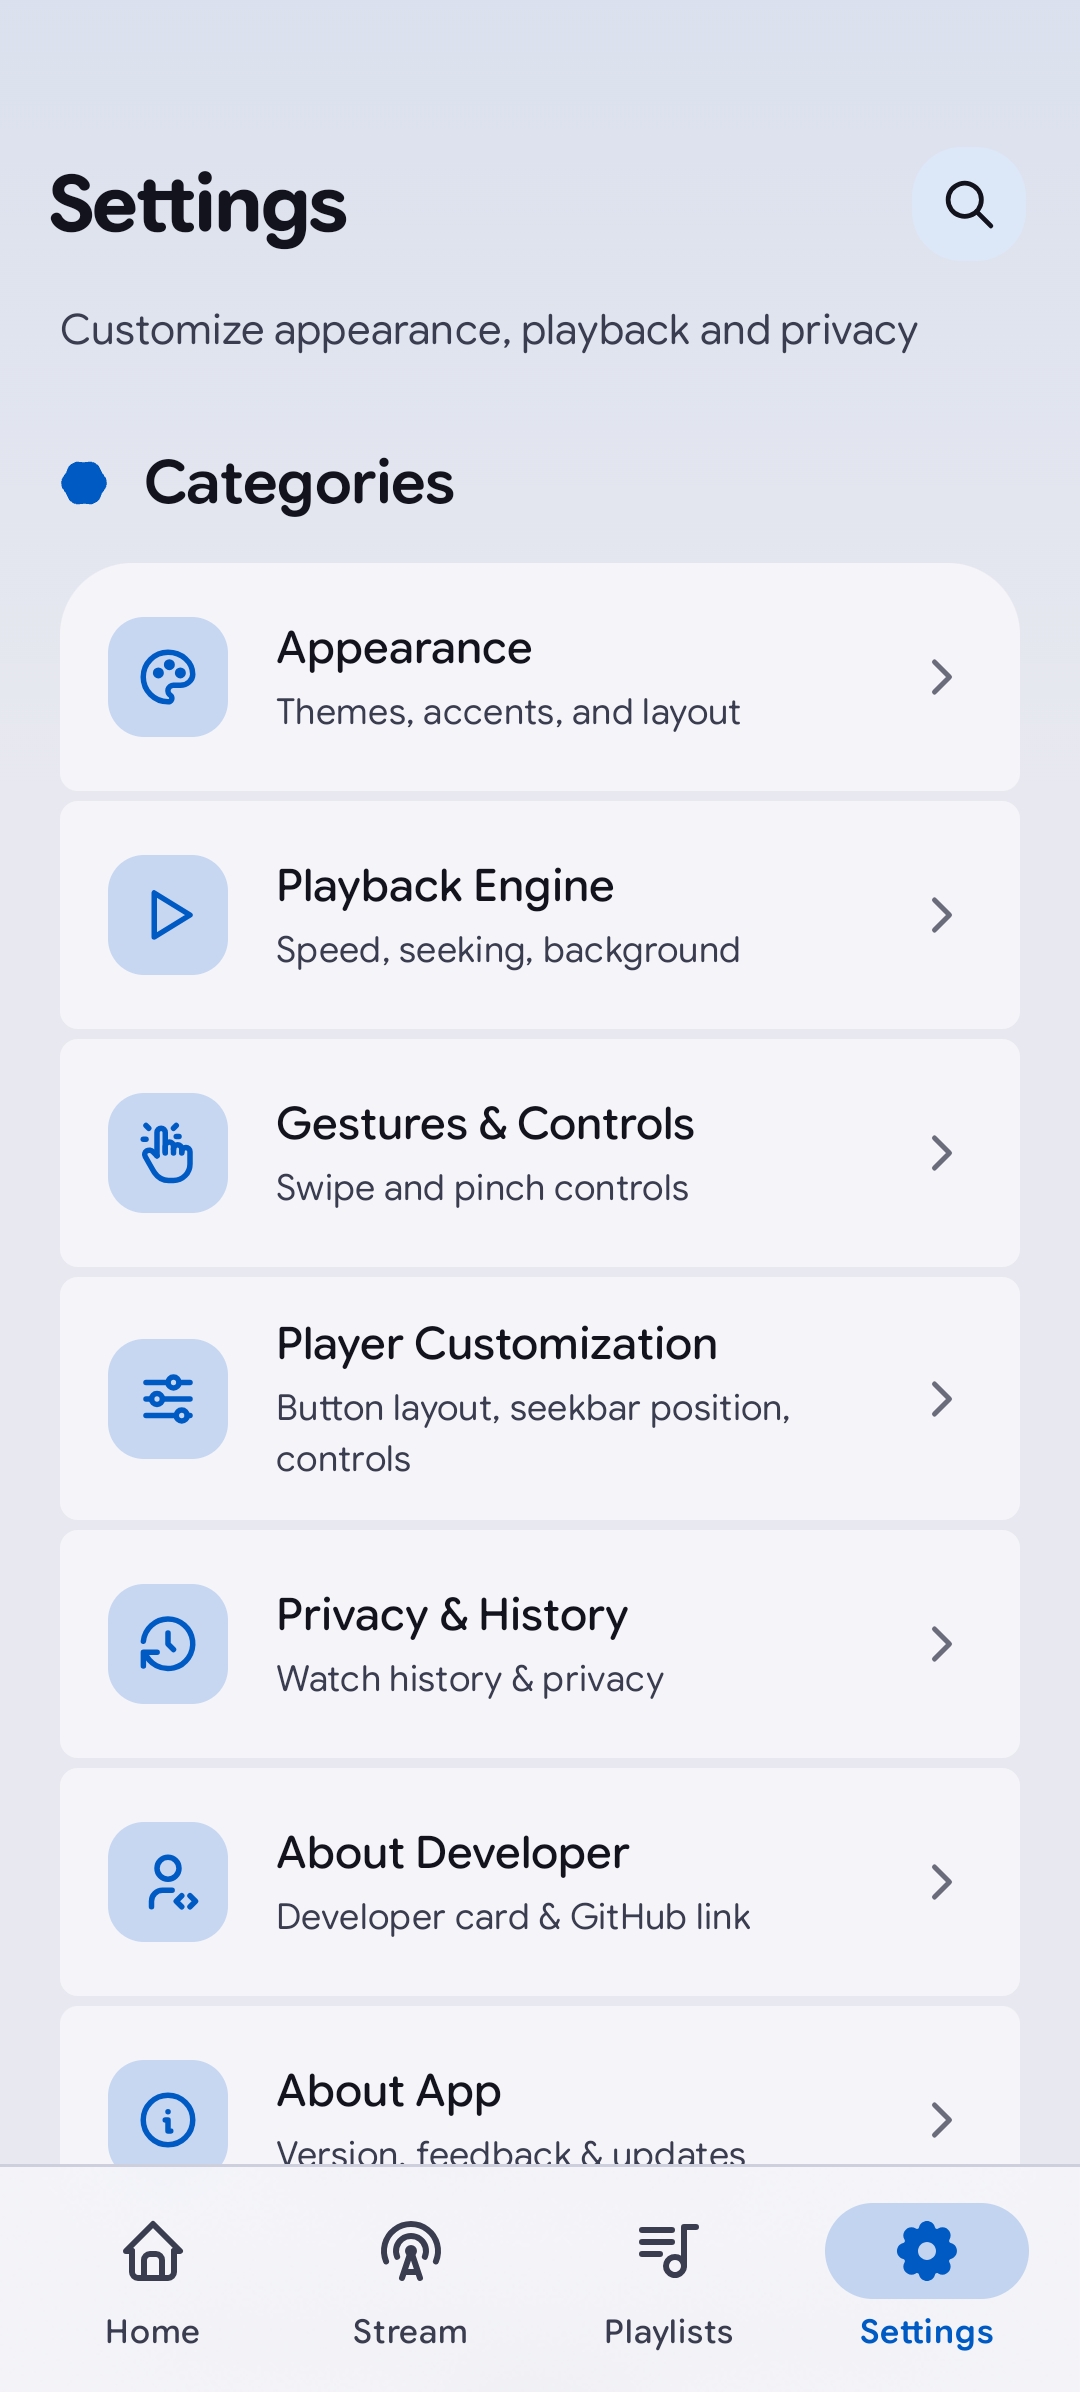 Settings
Customize appearance, playback and privacy
Categories
Appearance
Themes, accents, and layout
Playback Engine
Speed, seeking, background
Gestures & Controls
Swipe and pinch controls
Player Customization
Button layout, seekbar position,
controls
Privacy & History
Watch history & privacy
About Developer
Developer card & GitHub link
About App
Version, feedback & updates
Home
Stream
Playlists
Settings